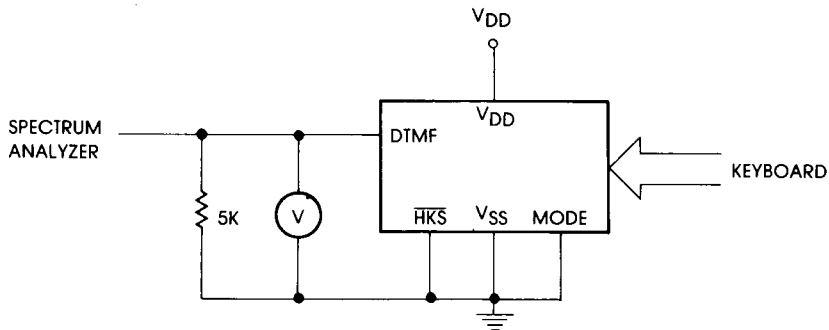 VDD
VDD
SPECTRUM
ANALYZER
DTMF
KEYBOARD
5K
V
HKS
VSS
MODE